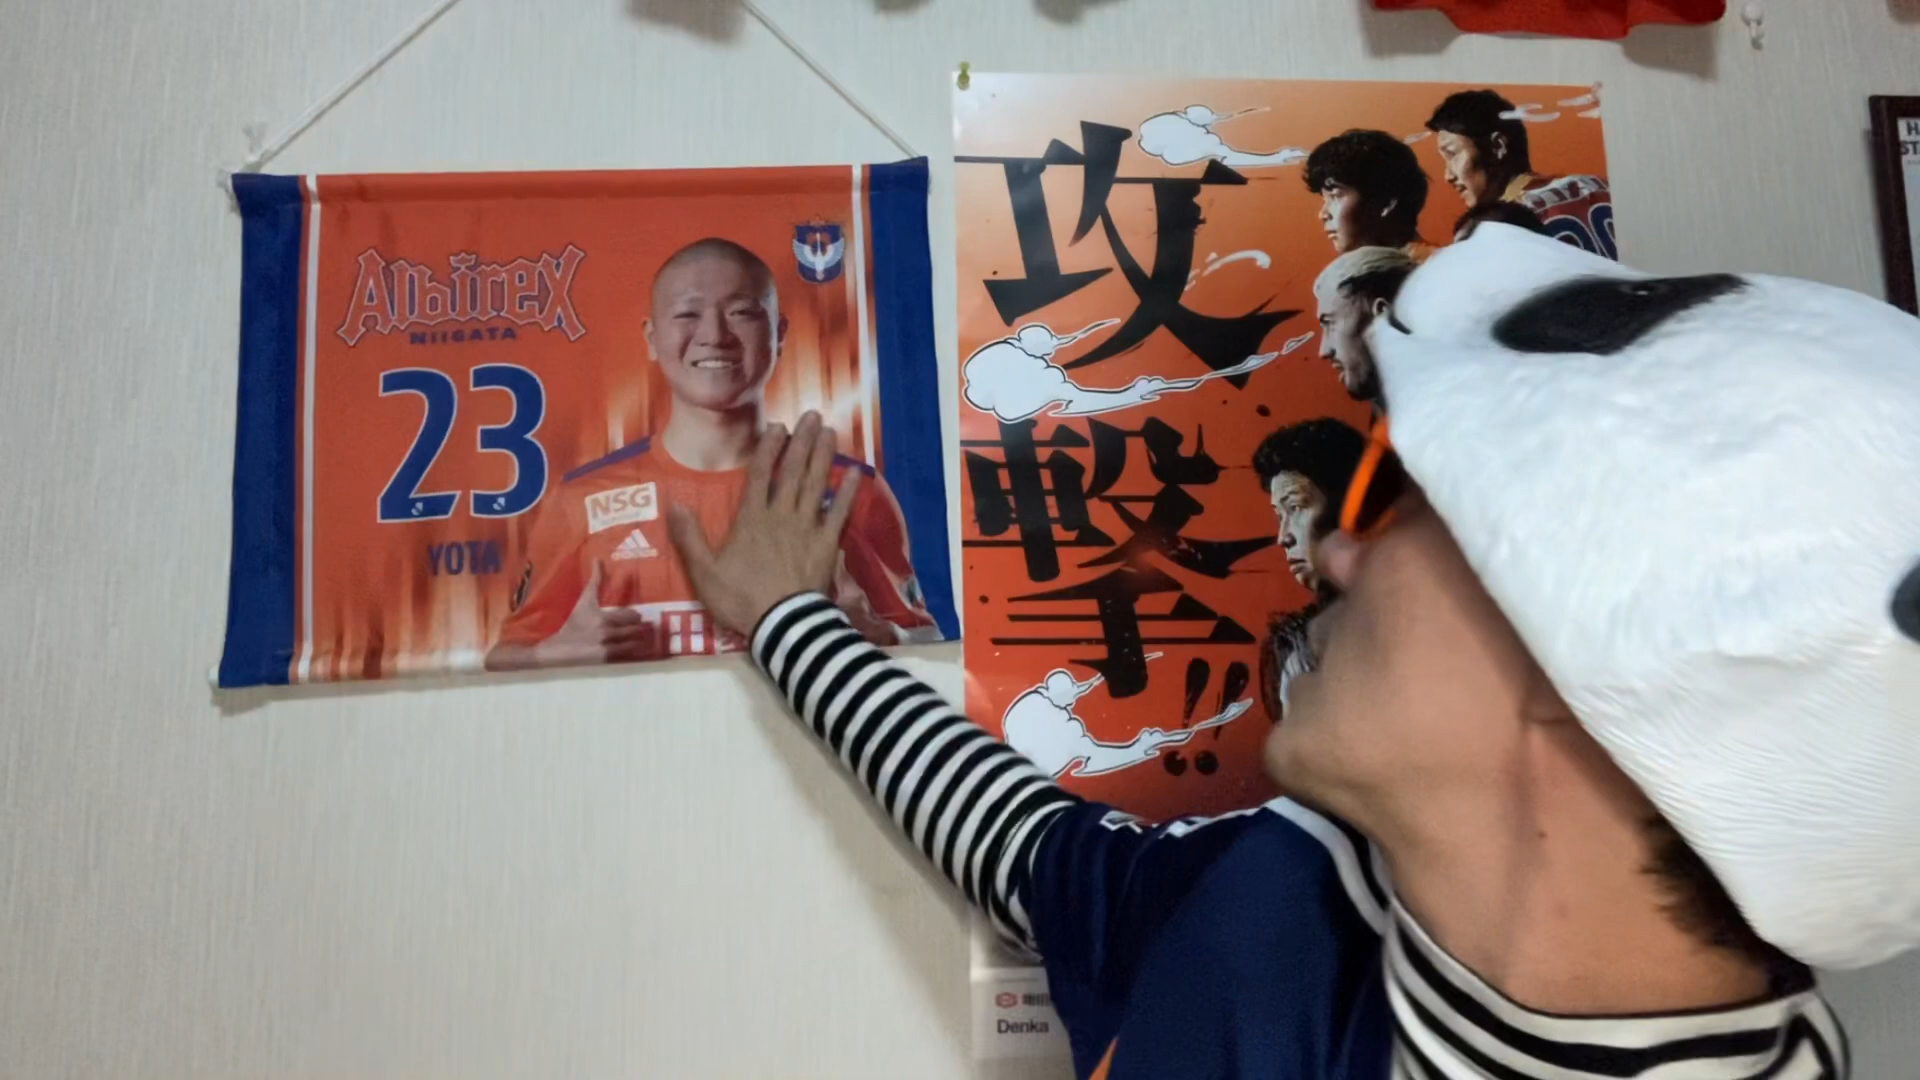 Albirex
NIIGATA
23
YOTA
NSG
攻
撃
!!
Denka